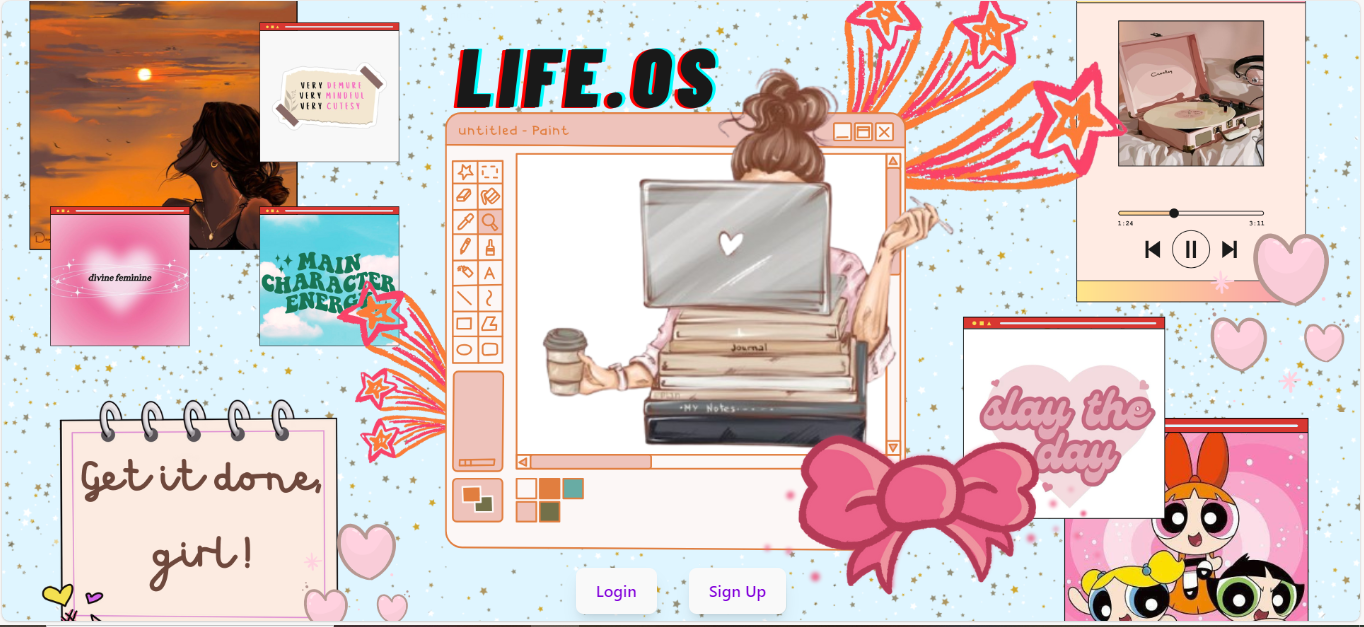 LIFE.OS
VERY DEMURE
VERY MINDFUL
VERY CUTESY
untitled - Paint
Candy
1:24
3:11
divine feminine
MAIN
CHARACTER
ENERGY
A
Journal
MY Notes
slay the
day
Get it done,
girl!
Login
Sign Up